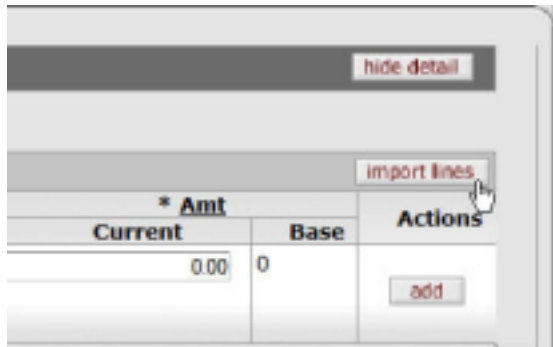 hide detail
import lines
* Amt
Current Base Actions
0.00 0
add